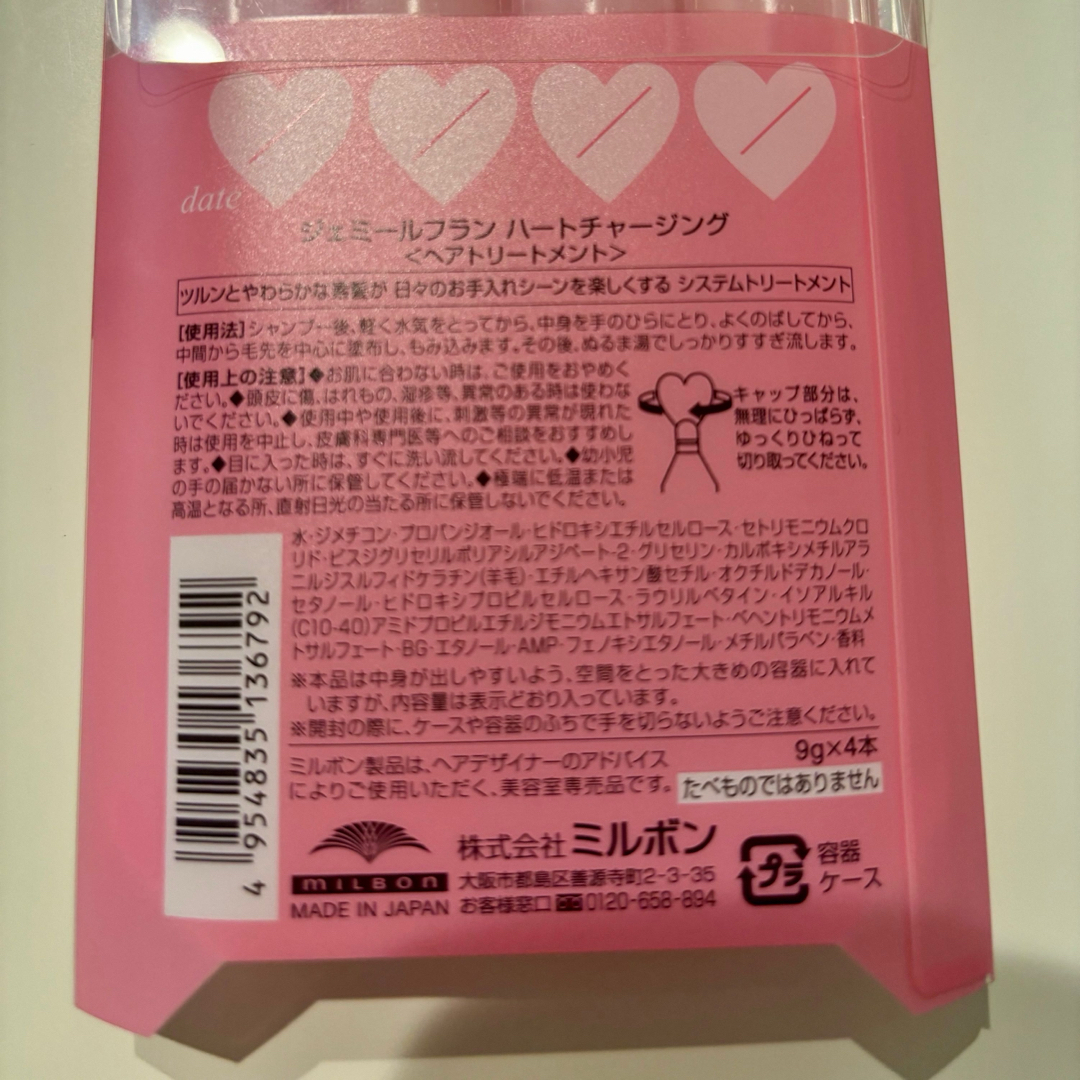 date
ジェミールフラン ハートチャージング
<ヘアトリートメント>
ツルンとやわらかな素髪が 日々のお手入れシーンを楽しくする システムトリートメント
[使用法]シャンプー後、軽く水気をとってから、中身を手のひらにとり、よくのばしてから、
中間から毛先を中心に塗布し、もみ込みます。その後、ぬるま湯でしっかりすすぎ流します。
[使用上の注意]◆お肌に合わない時は、ご使用をおやめく
ださい。◆頭皮に傷、はれもの、湿疹等、異常のある時は使わな
いでください。◆使用中や使用後に、刺激等の異常が現れた
時は使用を中止し、皮膚科専門医等へのご相談をおすすめし
ます。◆目に入った時は、すぐに洗い流してください。◆幼小児
の手の届かない所に保管してください。◆極端に低温または
高温となる所、直射日光の当たる所に保管しないでください。
キャップ部分は、
無理にひっぱらず、
ゆっくりひねって
切り取ってください。
水・ジメチコン・プロパンジオール・ヒドロキシエチルセルロース・セトリモニウムクロ
リド・ビスジグリセリルポリアシルアジペート-2・グリセリン・カルボキシメチルアラ
ニルジスルフィドケラチン(羊毛)・エチルヘキサン酸セチル・オクチルドデカノール・
セタノール・ヒドロキシプロピルセルロース・ラウリルベタイン・イソアルキル
(C10-40)アミドプロピルエチルジモニウムエトサルフェート・ベヘントリモニウムメ
トサルフェート・BG・エタノール・AMP・フェノキシエタノール・メチルパラベン・香料
※本品は中身が出しやすいよう、空間をとった大きめの容器に入れて
いますが、内容量は表示どおり入っています。
※開封の際に、ケースや容器のふちで手を切らないようご注意ください。
9g×4本
ミルボン製品は、ヘアデザイナーのアドバイス
によりご使用いただく、美容室専売品です。
たべものではありません
4 954835 136792
株式会社ミルボン
MILBON
大阪市都島区善源寺町2-3-35
MADE IN JAPAN お客様窓口 0120-658-894
プラ
容器
ケース